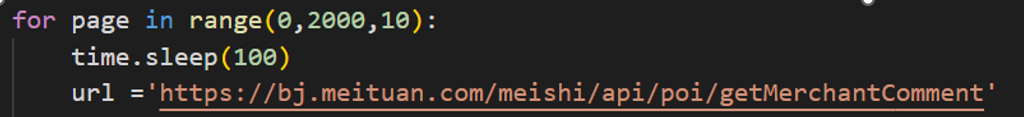 for page in range(0,2000,10):
    time.sleep(100)
    url ='https://bj.meituan.com/meishi/api/poi/getMerchantComment'